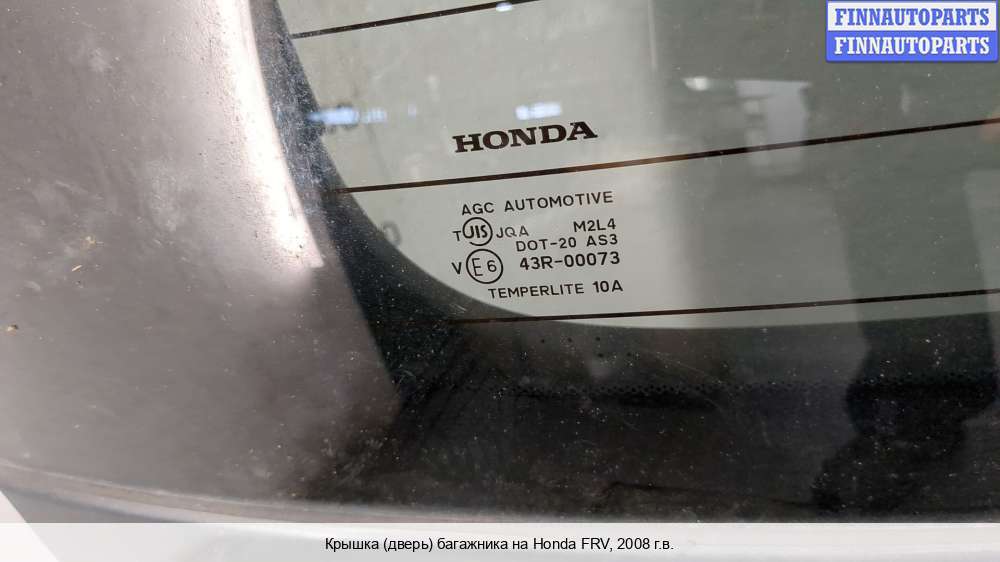 FINNAUTOPARTS
FINNAUTOPARTS
HONDA
AGC AUTOMOTIVE
T JIS JQA M2L4
DOT-20 AS3
V E6 43R-00073
TEMPERLITE 10A
Крышка (дверь) багажника на Honda FRV, 2008 г.в.